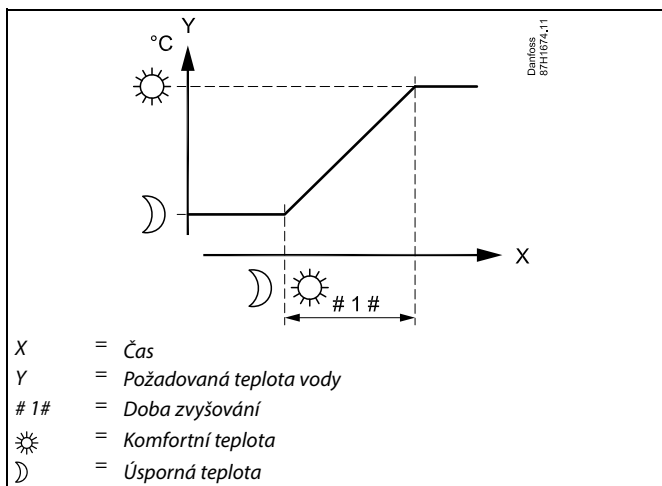 Y
°C
Danfoss
87H1674.11
X
# 1 #
X = Čas
Y = Požadovaná teplota vody
# 1# = Doba zvyšování
= Komfortní teplota
= Úsporná teplota